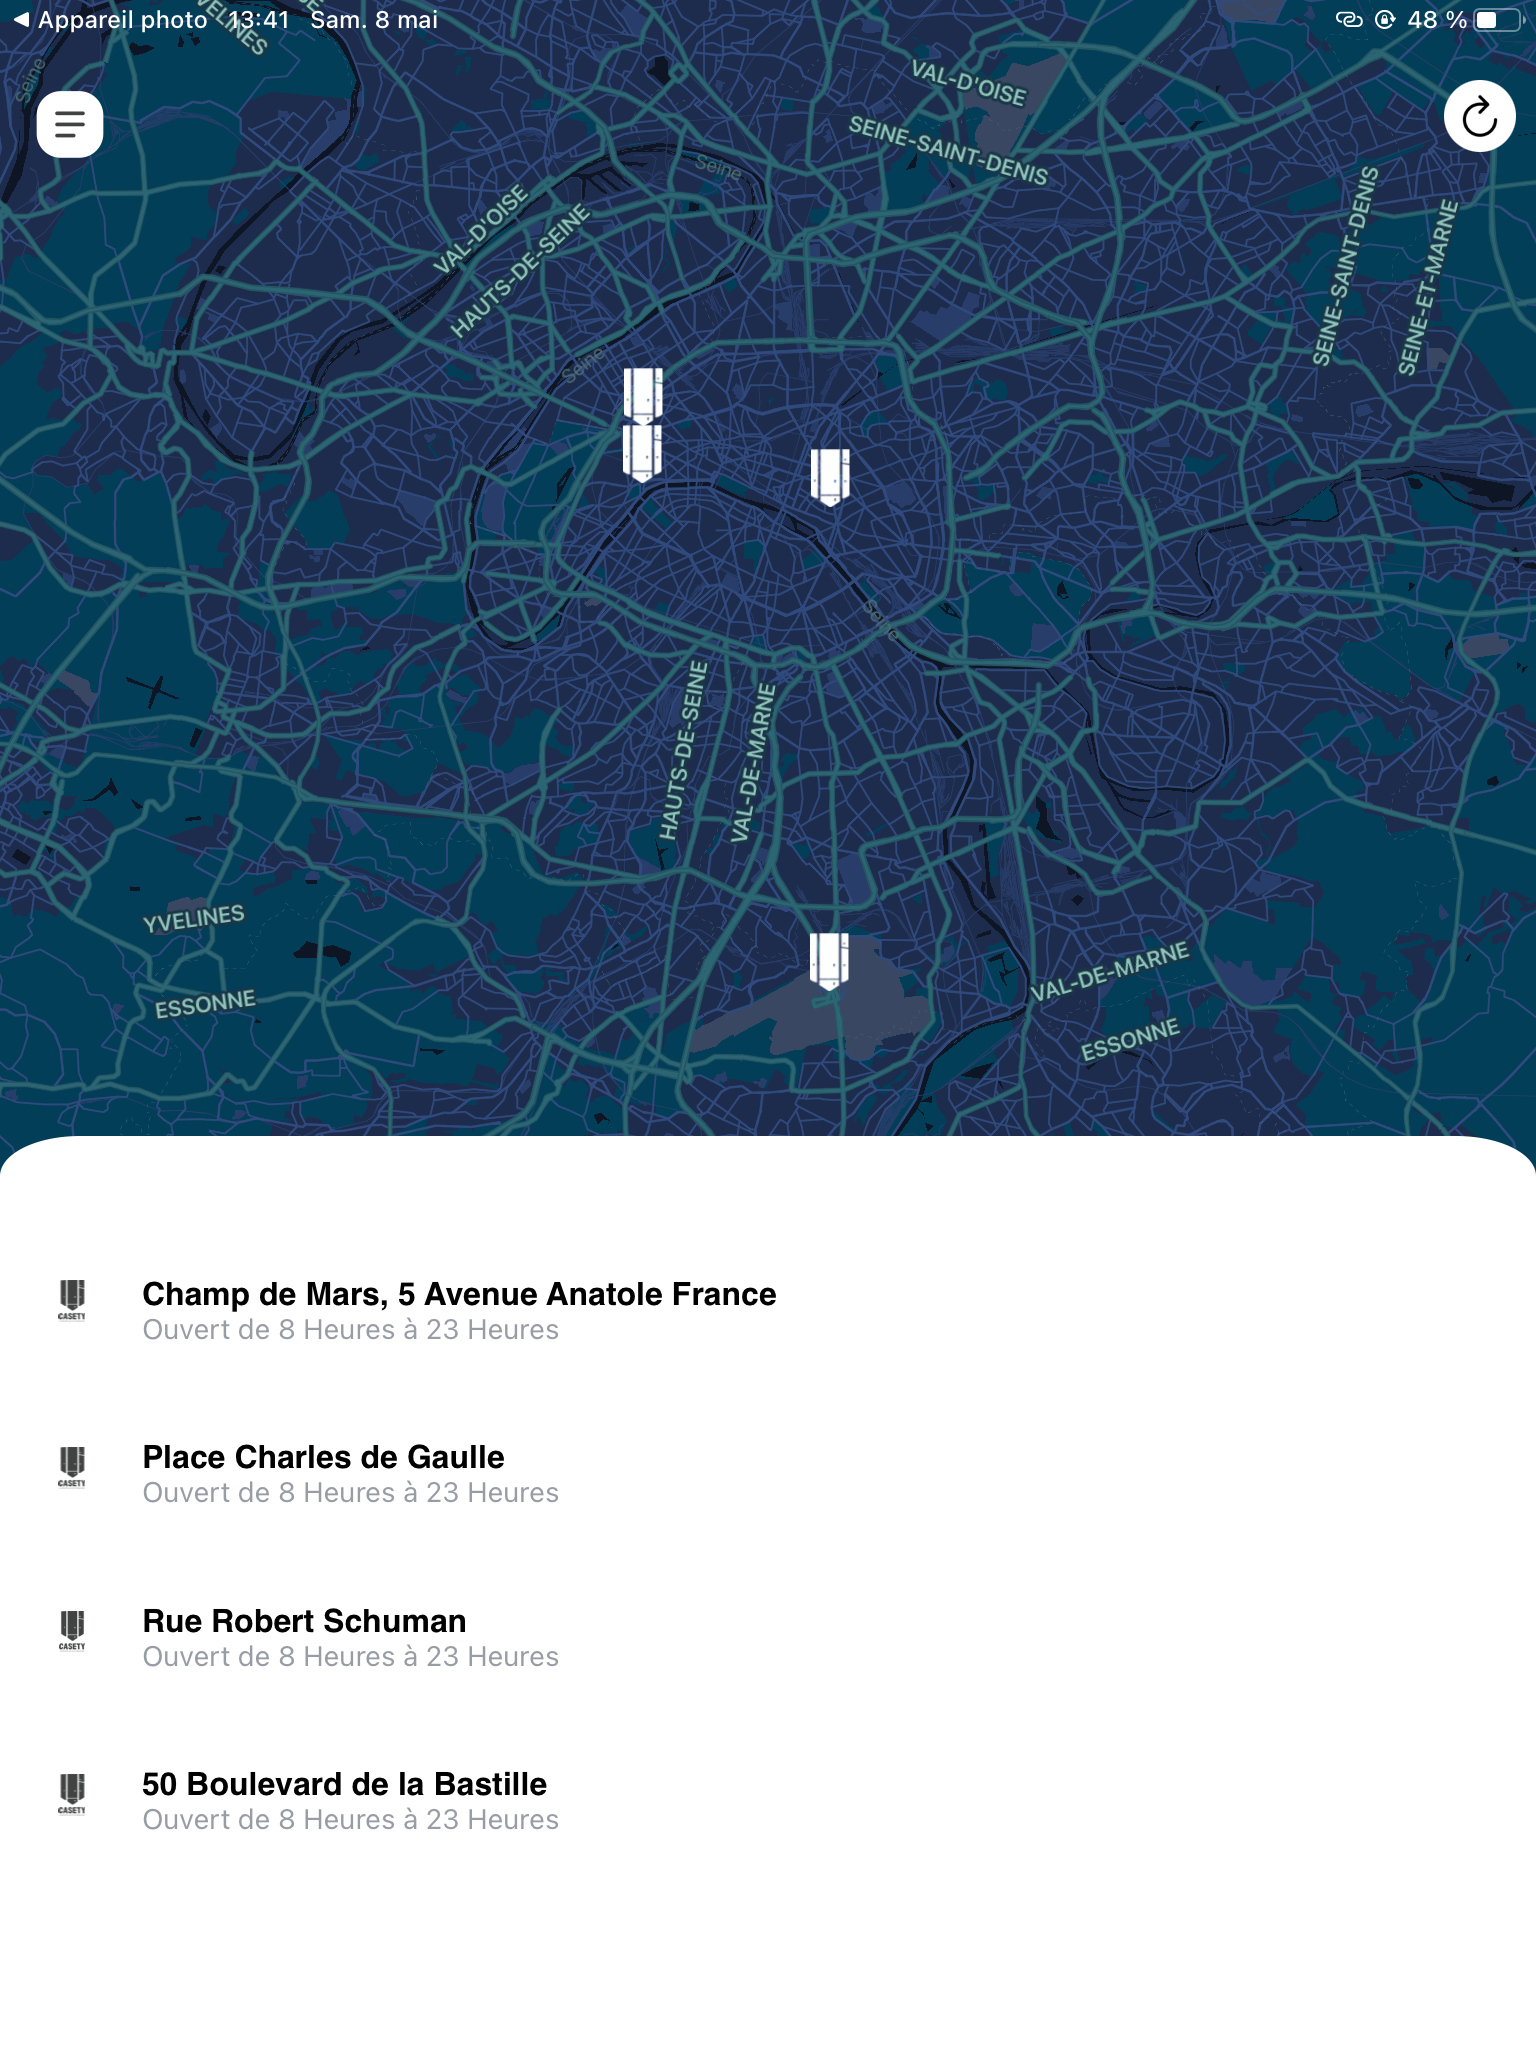 Appareil photo 13:41 Sam. 8 mai 48 %
YVELINES
Seine
VAL-D'OISE
SEINE-SAINT-DENIS
Seine
VAL-D'OISE
HAUTS-DE-SEINE
SEINE-SAINT-DENIS
SEINE-ET-MARNE
Seine
Seine
HAUTS-DE-SEINE
VAL-DE-MARNE
YVELINES
ESSONNE
VAL-DE-MARNE
ESSONNE
Champ de Mars, 5 Avenue Anatole France
Ouvert de 8 Heures à 23 Heures
CASETY
Place Charles de Gaulle
Ouvert de 8 Heures à 23 Heures
CASETY
Rue Robert Schuman
Ouvert de 8 Heures à 23 Heures
CASETY
50 Boulevard de la Bastille
Ouvert de 8 Heures à 23 Heures
CASETY